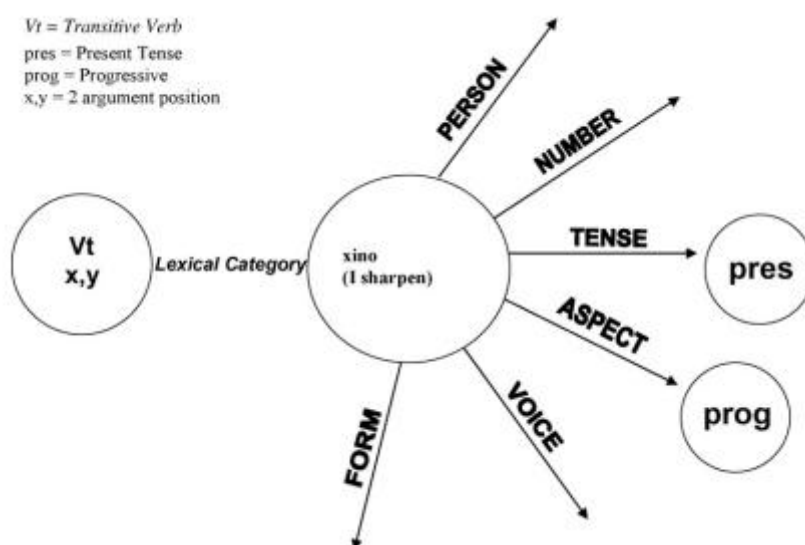 Vt = Transitive Verb
pres = Present Tense
prog = Progressive
x,y = 2 argument position
PERSON
NUMBER
TENSE
ASPECT
VOICE
FORM
Vt
x,y
Lexical Category
xino
(I sharpen)
pres
prog